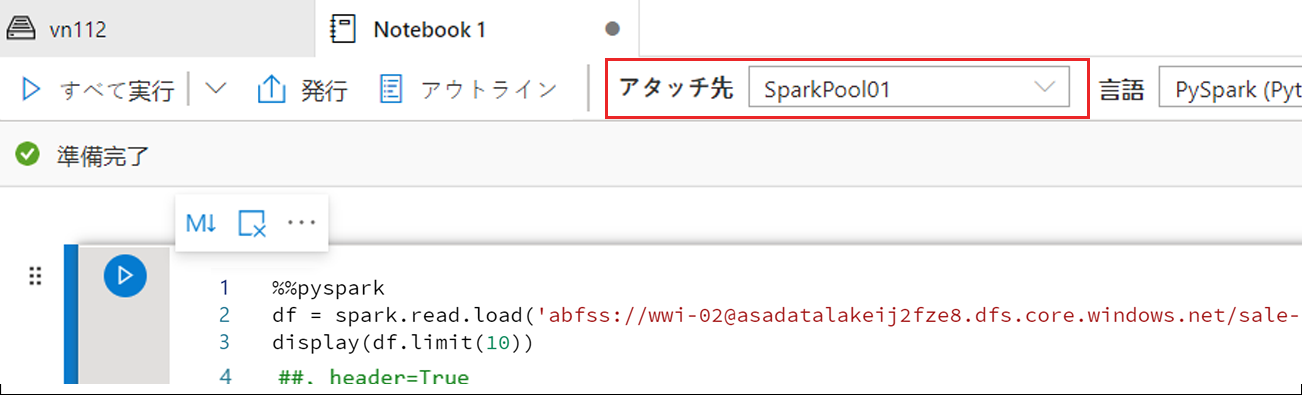 vn112 Notebook 1
すべて実行 発行 アウトライン アタッチ先 SparkPool01 言語 PySpark (Pyt
準備完了
M↓ ...
1 %%pyspark
2 df = spark.read.load('abfss://wwi-02@asadatalakeij2fze8.dfs.core.windows.net/sale-
3 display(df.limit(10))
4 ##, header=True